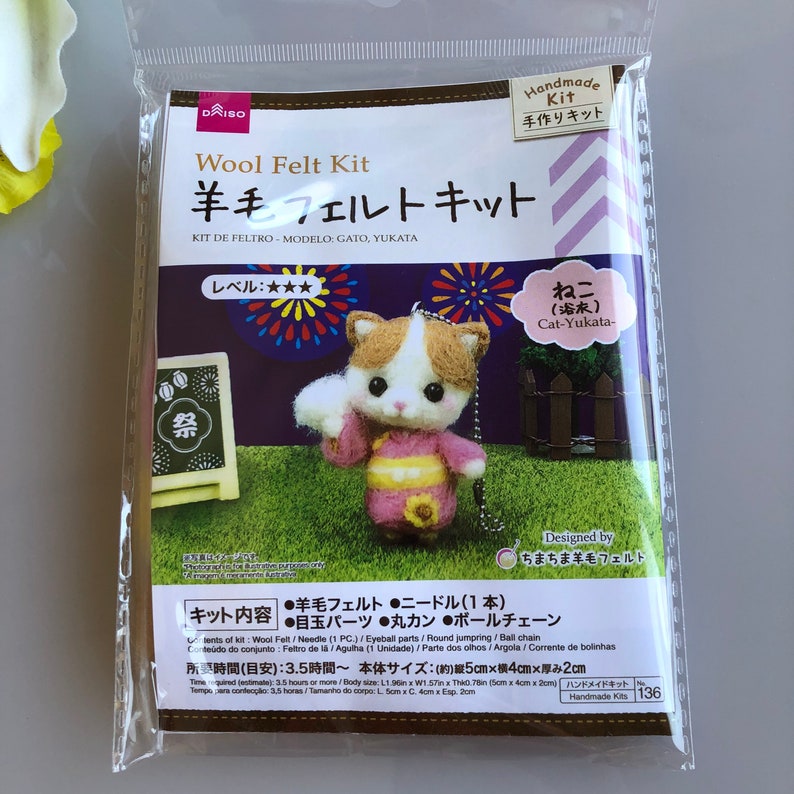 DAISO
Handmade
Kit
手作りキット
Wool Felt Kit
羊毛フェルトキット
KIT DE FELTRO - MODELO: GATO, YUKATA
レベル:★★★
ねこ
(浴衣)
Cat-Yukata-
祭
Designed by
ちまちま羊毛フェルト
※写真はイメージです
*Photograph is for illustrative purposes only
*A imagem é meramente ilustrativa
キット内容 ●羊毛フェルト ●ニードル(1本)
●目玉パーツ ●丸カン ●ボールチェーン
Contents of kit : Wool Felt / Needle (1 PC.) / Eyeball parts / Round jumpring / Ball chain
Conteúdo do conjunto : Feltro de lã / Agulha (1 Unidade) / Parte dos olhos / Argola / Corrente de bolinhas
所要時間(目安):3.5時間~ 本体サイズ:(約)縦5cm×横4cm×厚み2cm
Time required (estimate): 3.5 hours or more / Body size: L1.96in x W1.57in x Thk0.78in (5cm x 4cm x 2cm)
Tempo para confecção: 3,5 horas / Tamanho do corpo: L. 5cm x C. 4cm x Esp. 2cm
ハンドメイドキット
Handmade Kits
No.
136